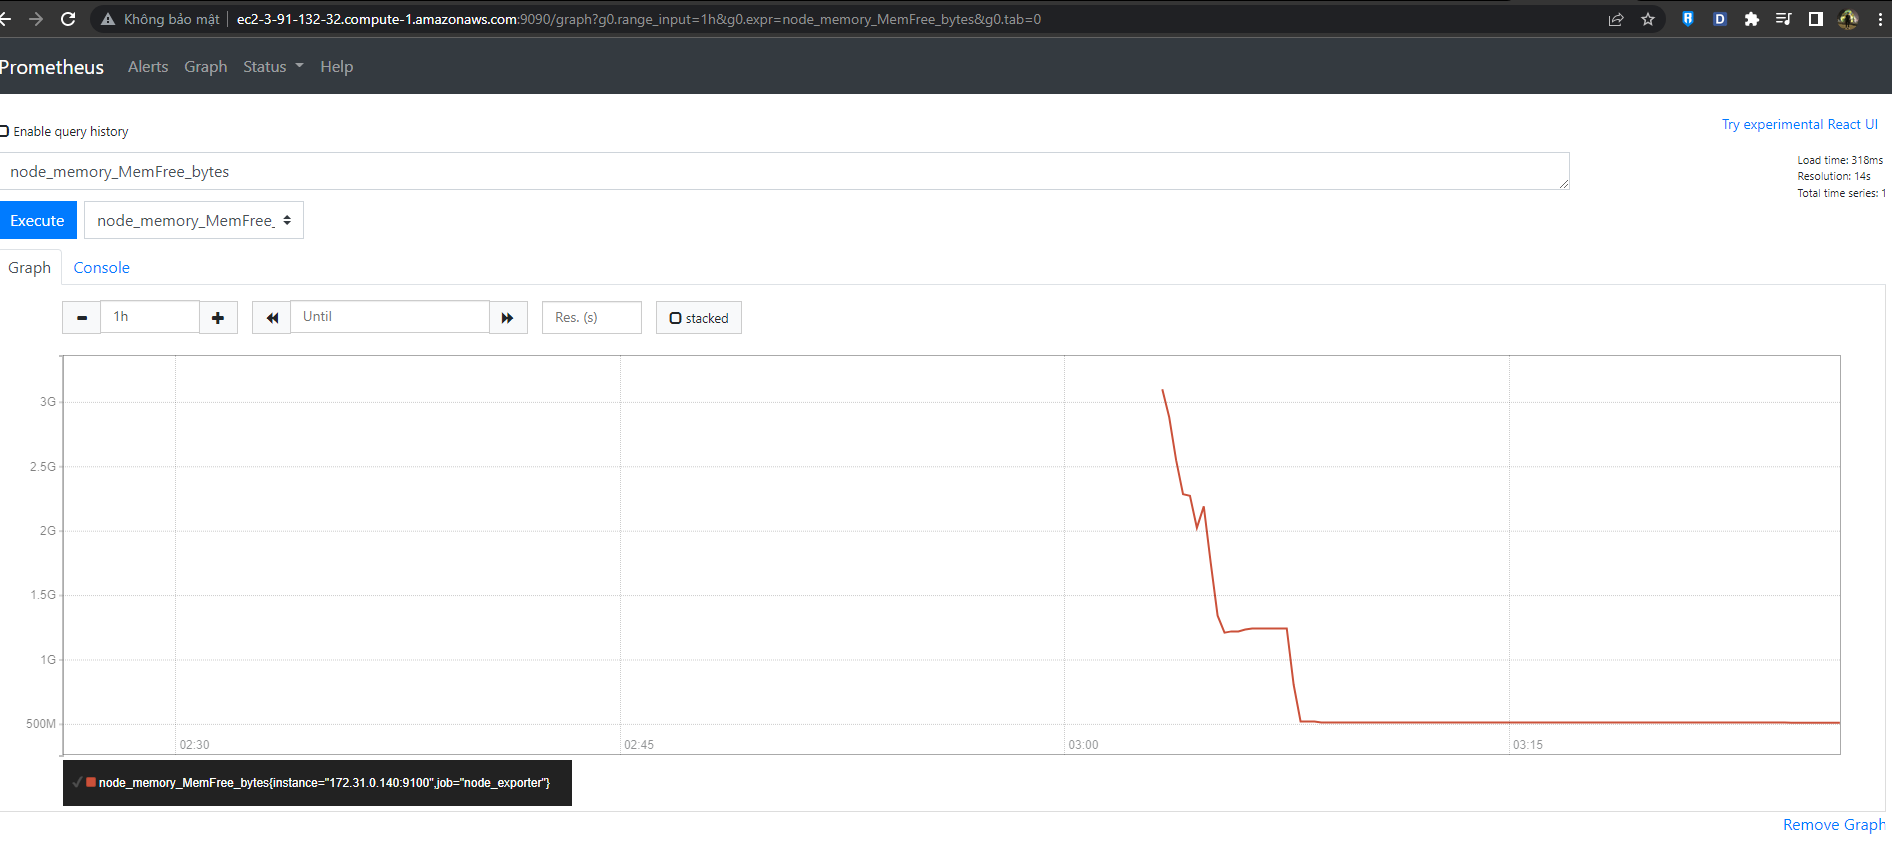 Không bảo mật ec2-3-91-132-32.compute-1.amazonaws.com:9090/graph?g0.range_input=1h&g0.expr=node_memory_MemFree_bytes&g0.tab=0
D
Prometheus Alerts Graph Status Help
Enable query history
Try experimental React UI
node_memory_MemFree_bytes
Load time: 318ms
Resolution: 14s
Total time series: 1
Execute node_memory_MemFree_
Graph Console
1h Until Res. (s) stacked
3G
2.5G
2G
1.5G
1G
500M
02:30 02:45 03:00 03:15
node_memory_MemFree_bytes{instance="172.31.0.140:9100",job="node_exporter"}
Remove Graph